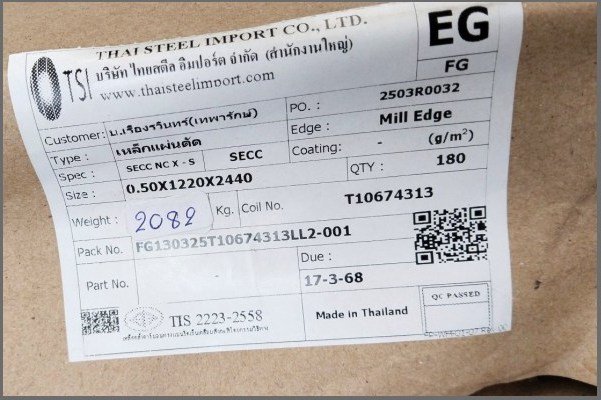 THAI STEEL IMPORT CO., LTD.
EG
TSI บริษัท ไทยสตีล อิมปอร์ต จำกัด (สำนักงานใหญ่)
www.thaisteelimport.com
FG
Customer: บ.เรืองรวินทร์(เทพารักษ์) PO. : 2503R0032
Type : เหล็กแผ่นตัด Edge : Mill Edge
Spec : SECC NC X - S SECC Coating: - (g/m²)
Size : 0.50X1220X2440 QTY : 180
Weight : 2082 Kg. Coil No. T10674313
Pack No. FG130325T10674313LL2-001
Part No. - Due :
17-3-68
TIS 2223-2558 Made in Thailand QC PASSED